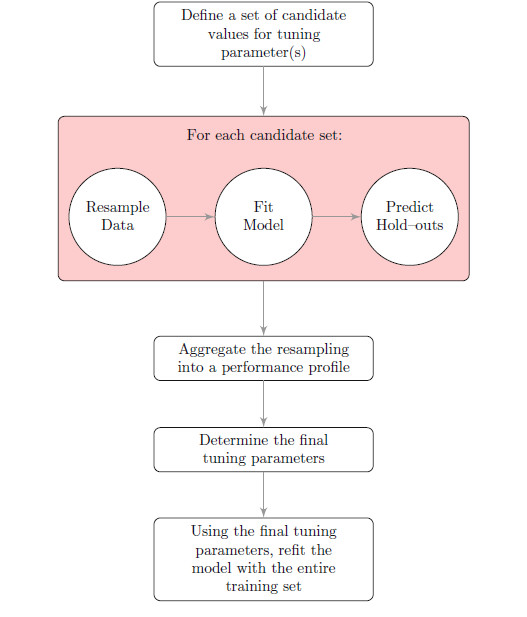 Define a set of candidate
values for tuning
parameter(s)
For each candidate set:
Resample
Data
Fit
Model
Predict
Hold–outs
Aggregate the resampling
into a performance profile
Determine the final
tuning parameters
Using the final tuning
parameters, refit the
model with the entire
training set